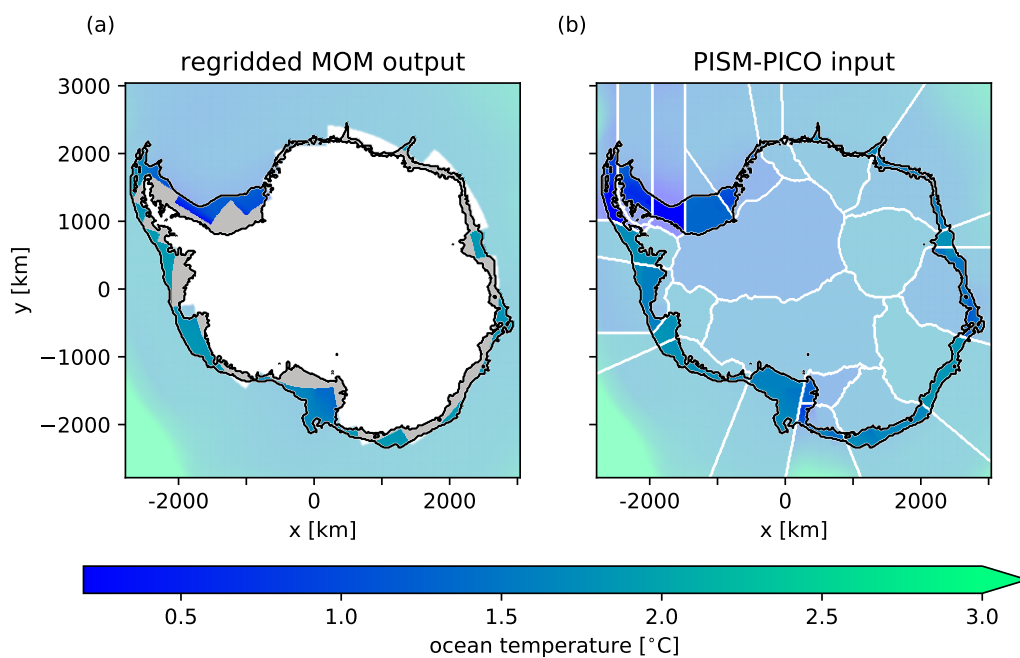 (a)
(b)
regridded MOM output
PISM-PICO input
3000
2000
1000
0
−1000
−2000
y [km]
-2000
0
2000
-2000
0
2000
x [km]
x [km]
0.5
1.0
1.5
2.0
2.5
3.0
ocean temperature [°C]